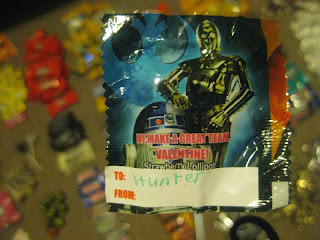 WE MAKE A GREAT TEAM,
VALENTINE!
Strawberry Lollipop
TO: Hunter
FROM: